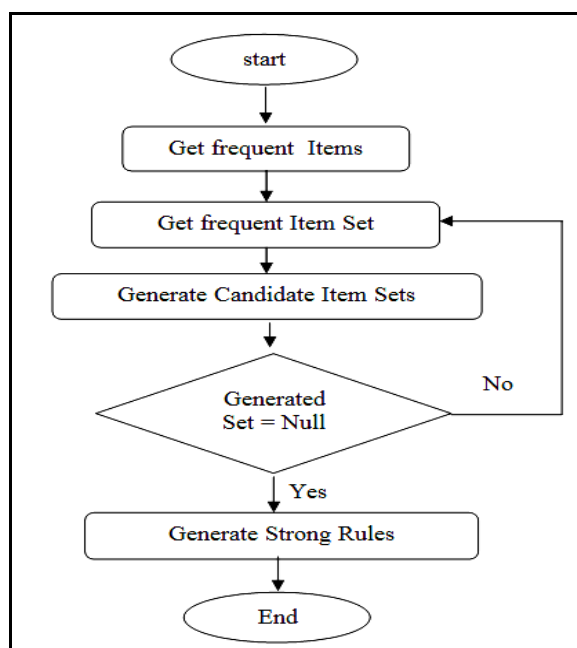 start
Get frequent Items
Get frequent Item Set
Generate Candidate Item Sets
Generated
Set = Null
No
Yes
Generate Strong Rules
End